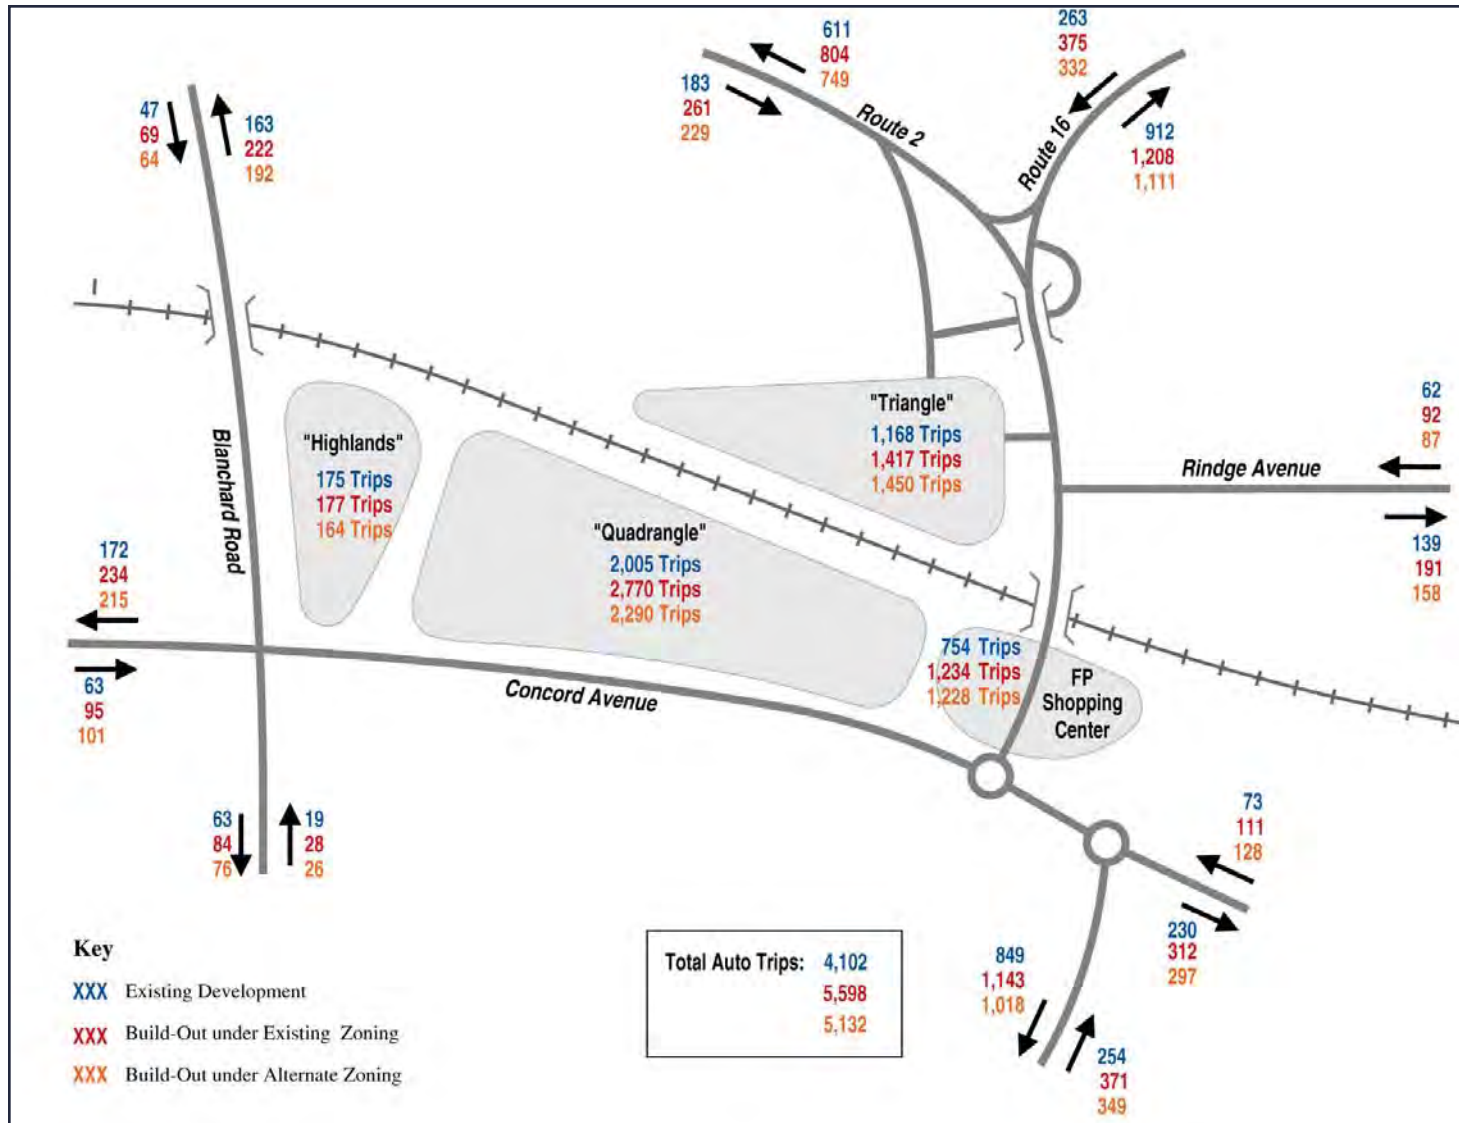 611
804
749
263
375
332
183
261
229
47
69
64
163
222
192
Route 2
Route 16
912
1,208
1,111
"Triangle"
1,168 Trips
1,417 Trips
1,450 Trips
62
92
87
Rindge Avenue
139
191
158
Blanchard Road
"Highlands"
175 Trips
177 Trips
164 Trips
"Quadrangle"
2,005 Trips
2,770 Trips
2,290 Trips
172
234
215
63
95
101
Concord Avenue
754 Trips
1,234 Trips
1,228 Trips
FP
Shopping
Center
63
84
76
19
28
26
73
111
128
230
312
297
849
1,143
1,018
254
371
349
Key
XXX Existing Development
XXX Build-Out under Existing Zoning
XXX Build-Out under Alternate Zoning
Total Auto Trips: 4,102
5,598
5,132